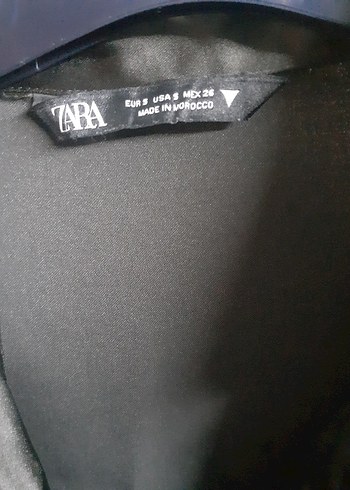 ZARA
EUR S USA S MEX 26
MADE IN MOROCCO